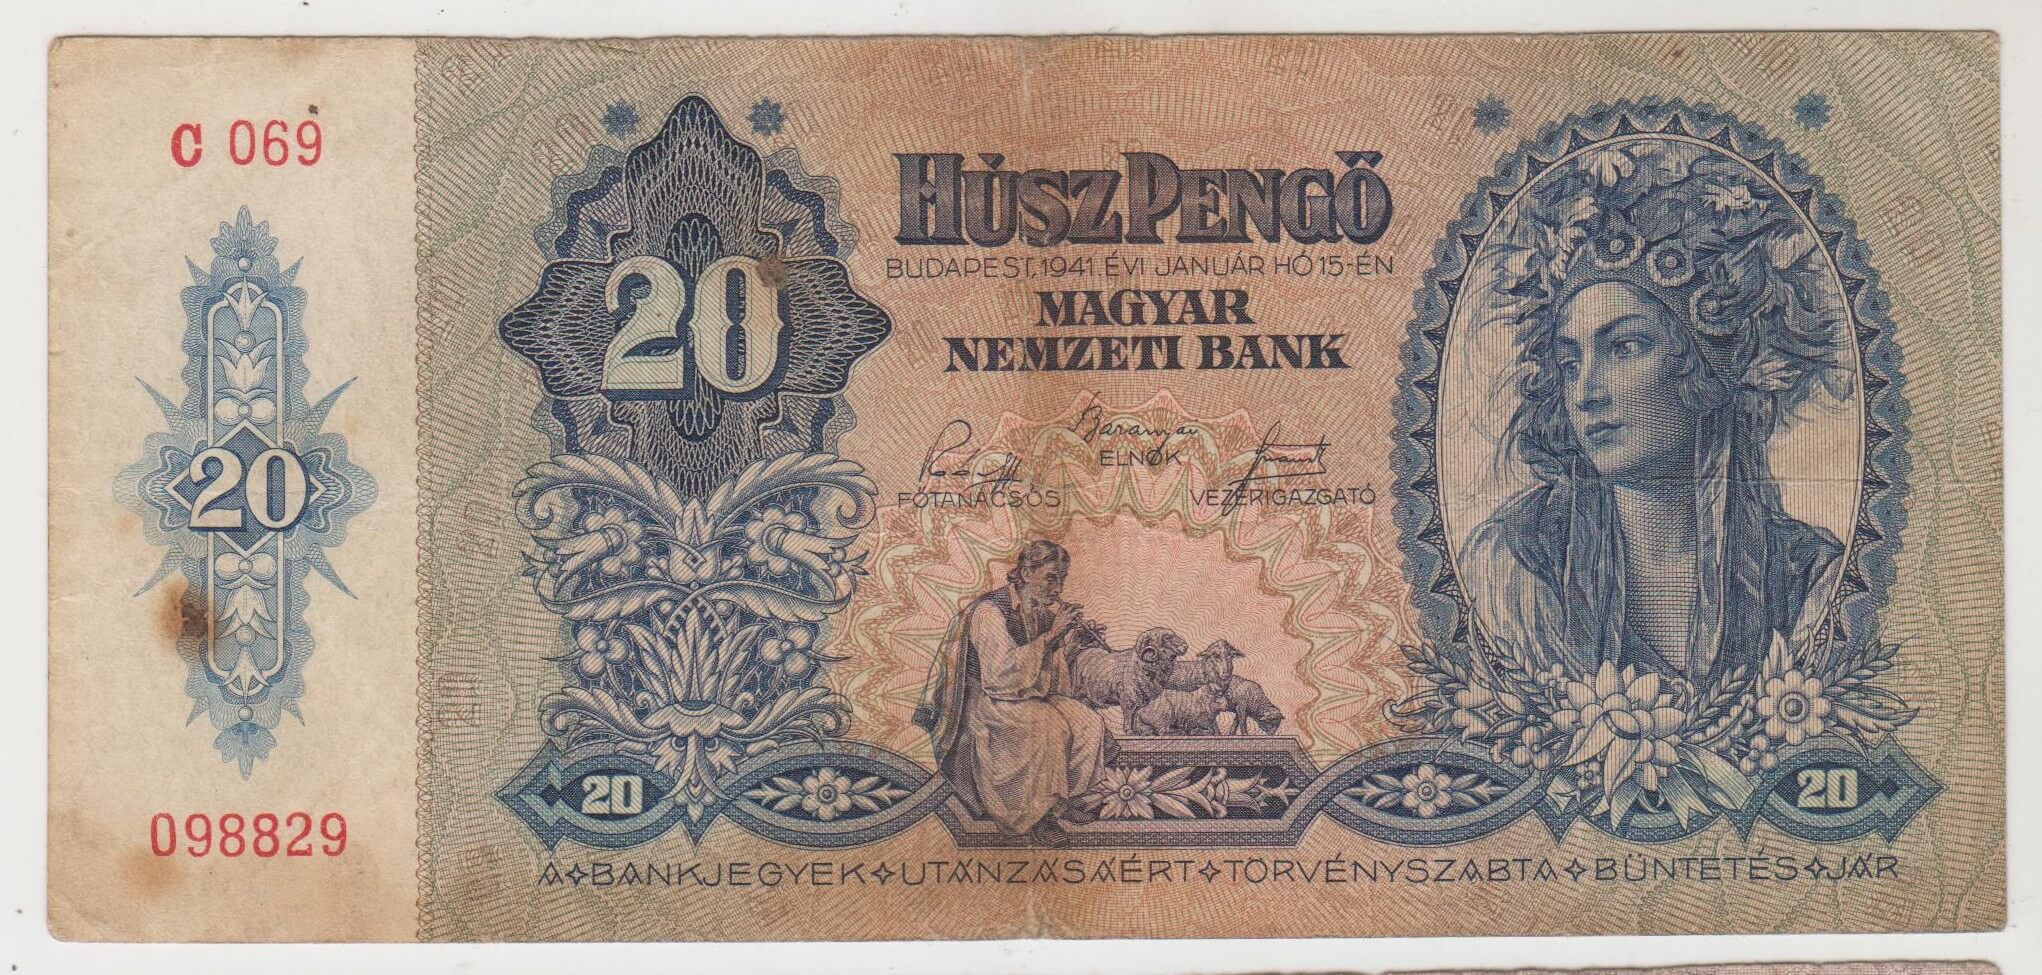 C 069
20
098829
20
HÚSZ PENGŐ
BUDAPEST, 1941. ÉVI JANUÁR HÓ 15-ÉN
MAGYAR
NEMZETI BANK
Baranyai
ELNÖK
FŐTANÁCSOS
VEZÉRIGAZGATÓ
20
20
A BANKJEGYEK UTÁNZÁSÁÉRT TÖRVÉNYSZABTA BÜNTETÉS JÁR